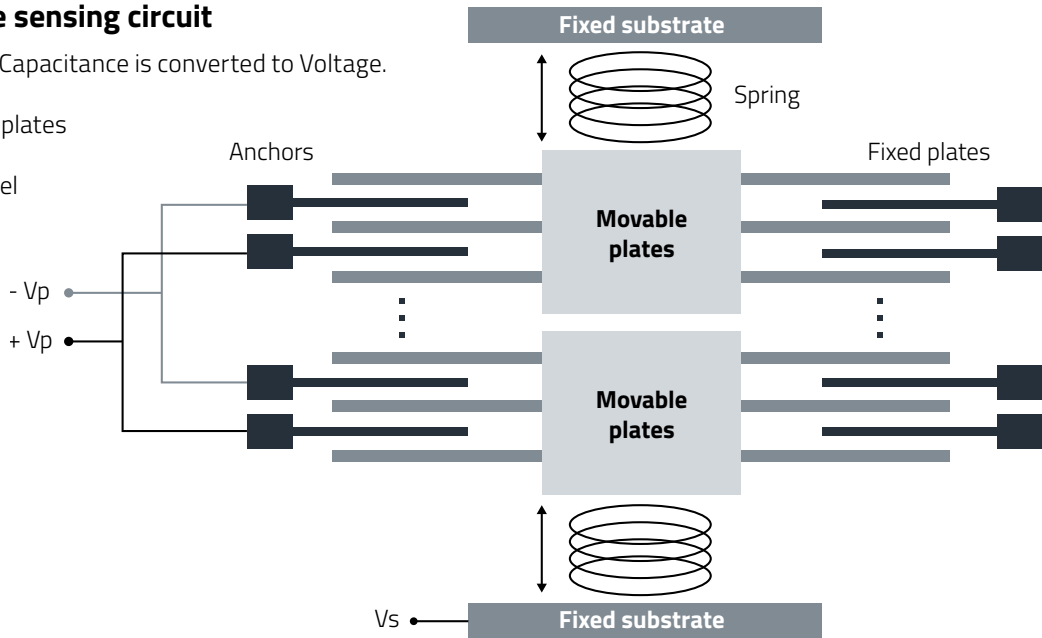 e sensing circuit
Fixed substrate
Capacitance is converted to Voltage.
Spring
plates
Anchors
Fixed plates
el
Movable
plates
- Vp
+ Vp
Movable
plates
Vs
Fixed substrate